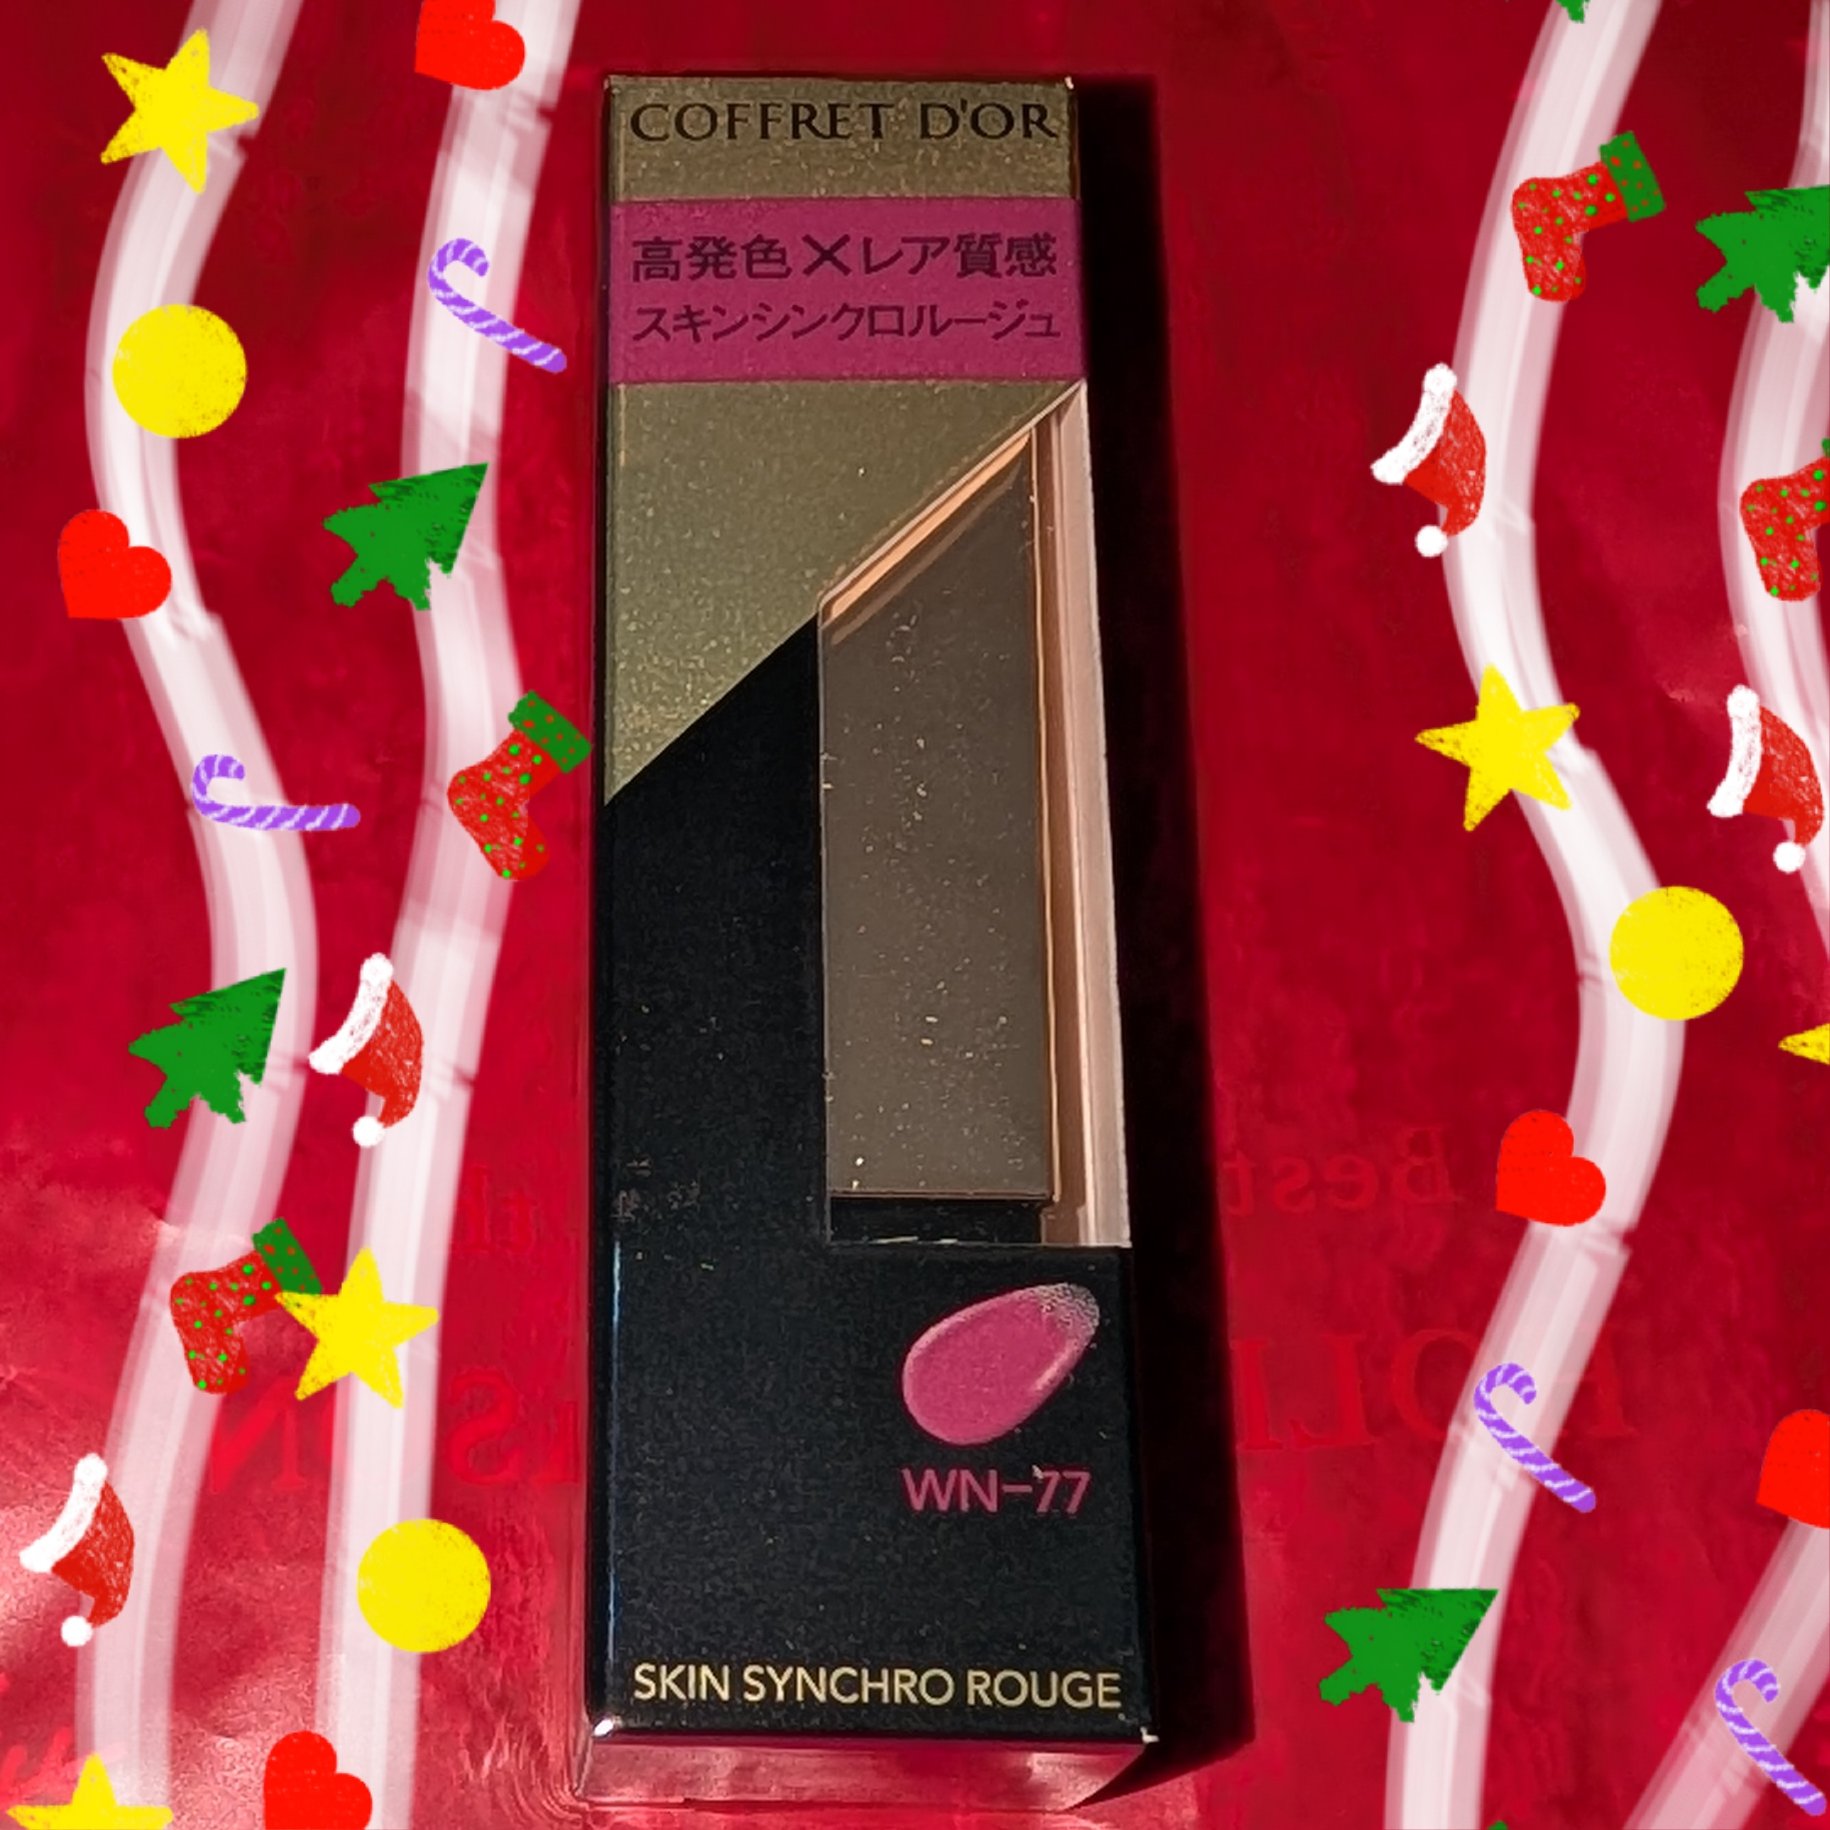 COFFRET D'OR
高発色×レア質感
スキンシンクロルージュ
Best
WN-77
SKIN SYNCHRO ROUGE